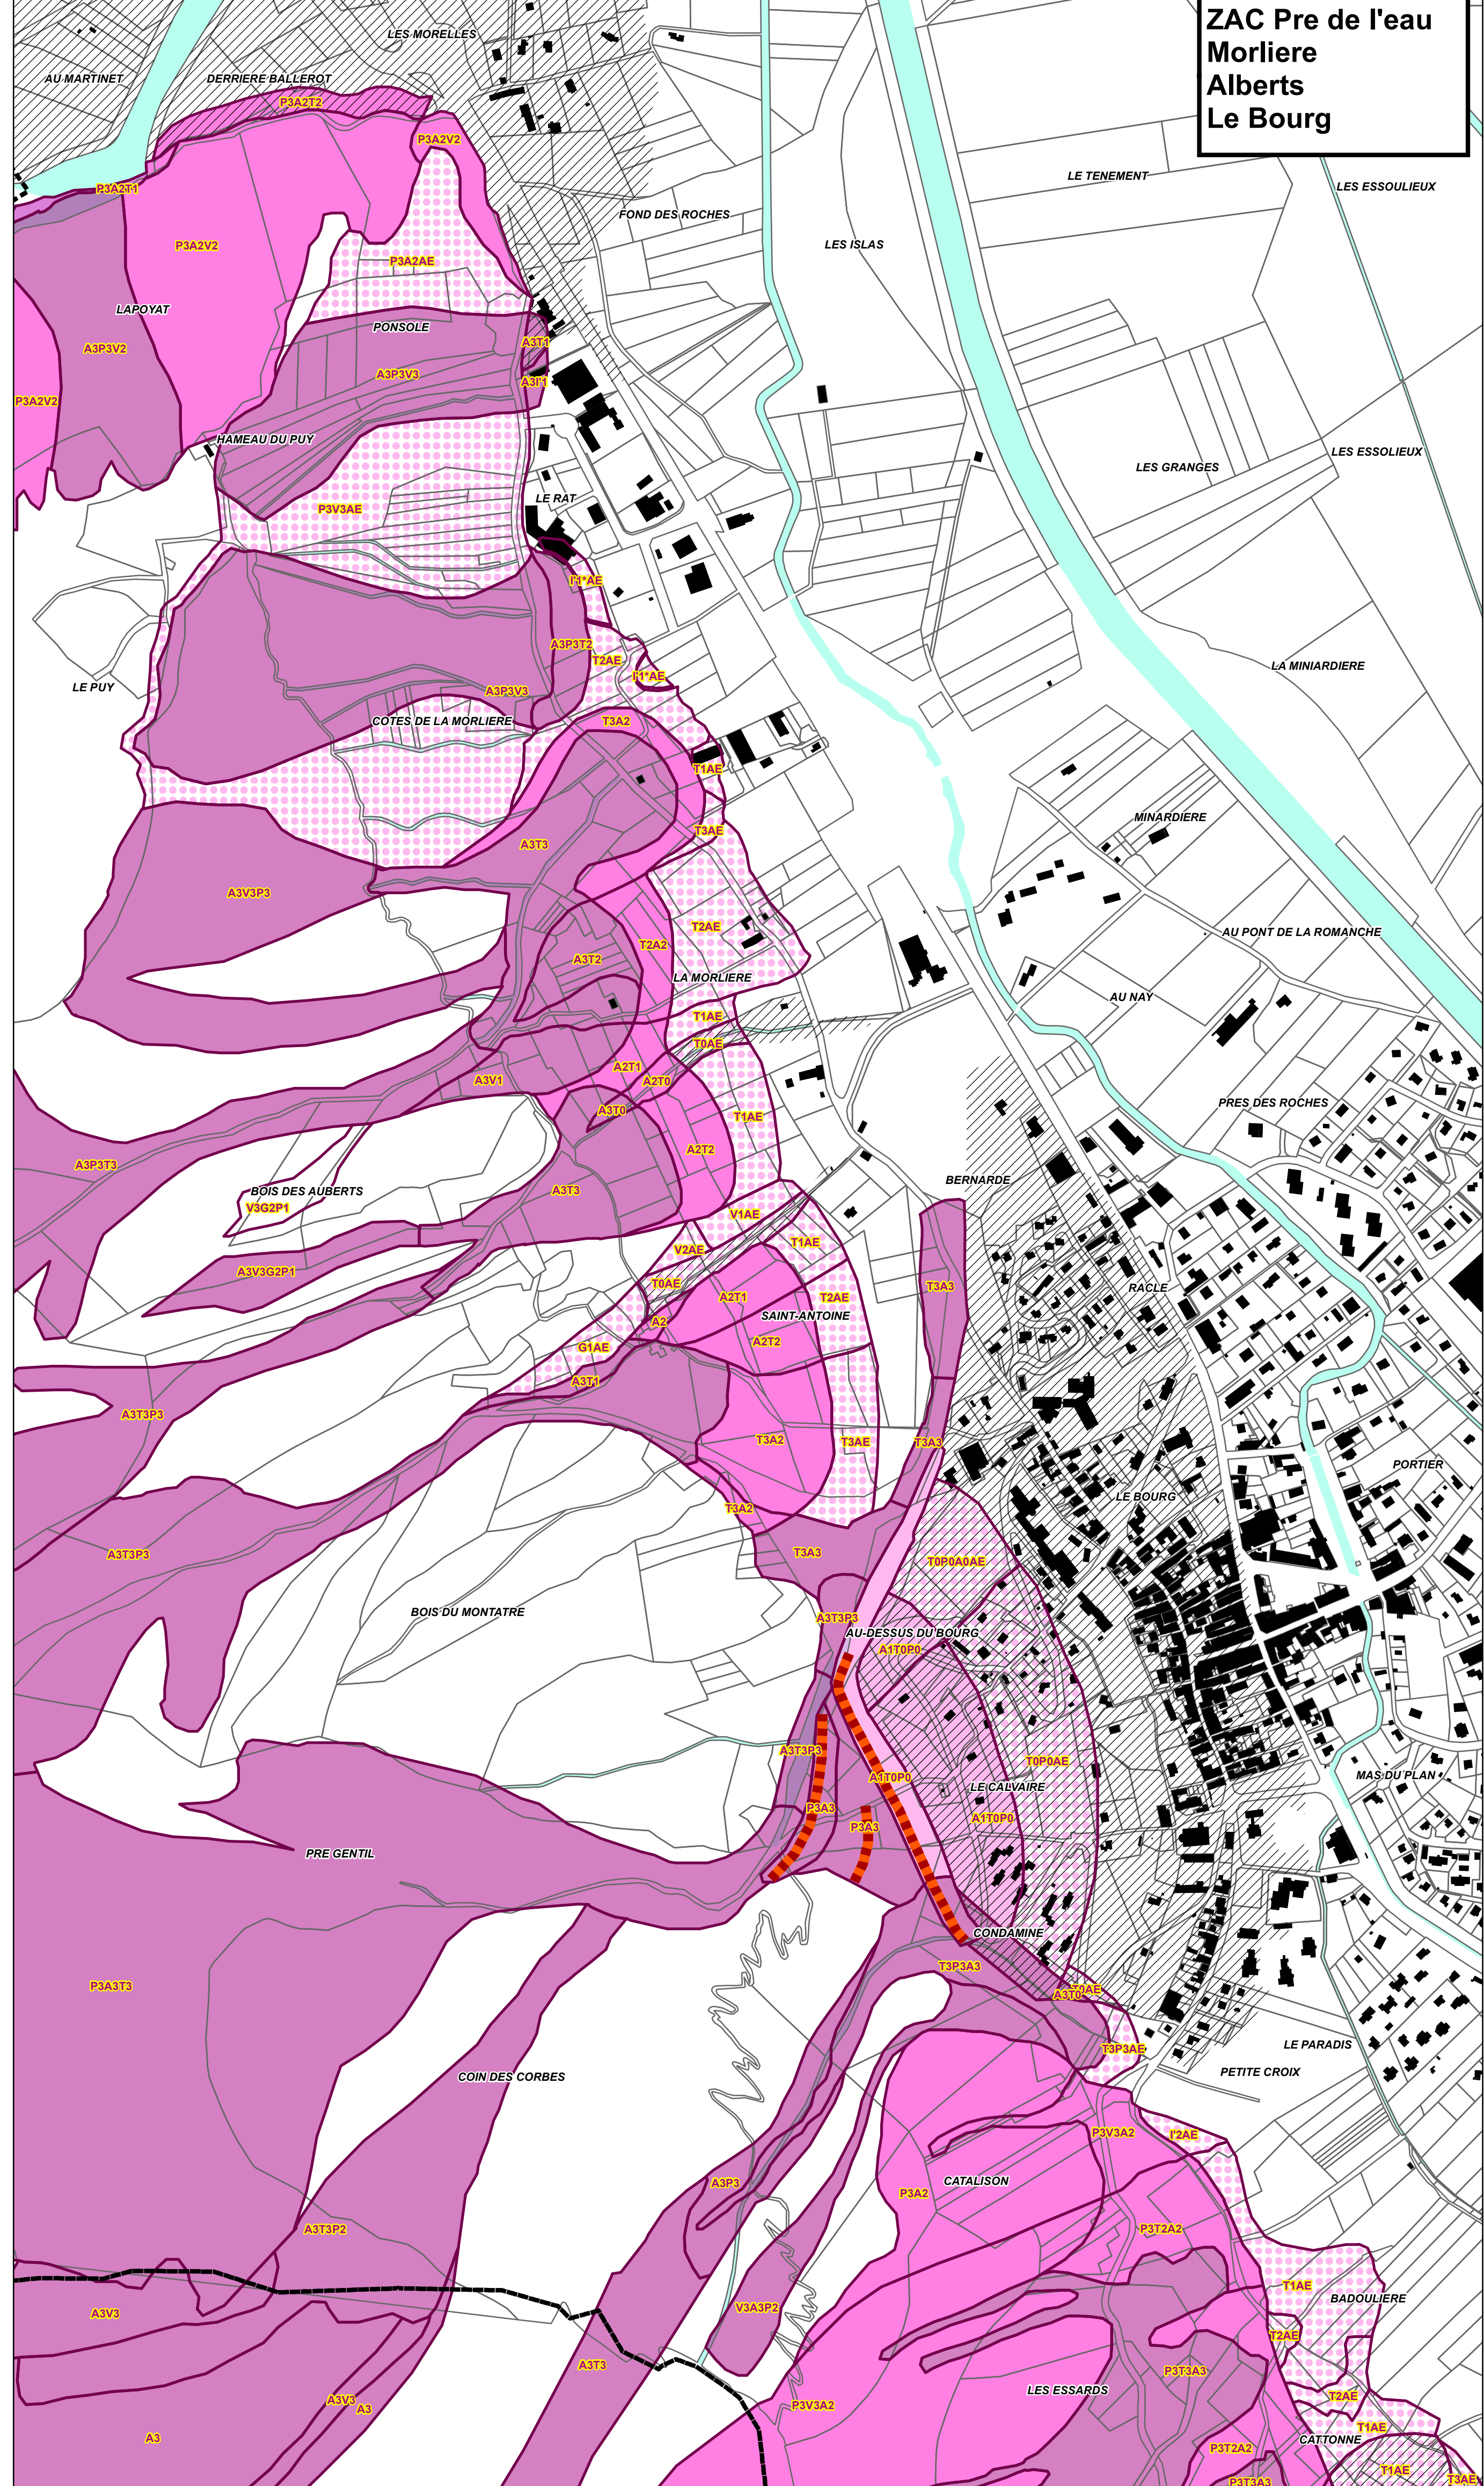 ZAC Pre de l'eau
Morliere
Alberts
Le Bourg
LES MORELLES
AU MARTINET
DERRIERE BALLEROT
P3A2T2
P3A2V2
LE TENEMENT
LES ESSOULIEUX
P3A2T1
FOND DES ROCHES
P3A2V2
LES ISLAS
P3A2AE
LAPOYAT
PONSOLE
A3T1
A3P3V2
A3P3V3
A3I'1
P3A2V2
HAMEAU DU PUY
LES ESSOLIEUX
LES GRANGES
LE RAT
P3V3AE
I'1*AE
A3P3T2
T2AE
LA MINIARDIERE
I'1*AE
LE PUY
A3P3V3
COTES DE LA MORLIERE
T3A2
T1AE
MINARDIERE
T3AE
A3T3
A3V3P3
T2AE
AU PONT DE LA ROMANCHE
T2A2
A3T2
LA MORLIERE
AU NAY
T1AE
T0AE
A2T1
A3V1
A2T0
PRES DES ROCHES
A3T0
T1AE
A2T2
A3P3T3
BERNARDE
BOIS DES AUBERTS
A3T3
V3G2P1
V1AE
T1AE
V2AE
A3V3G2P1
T0AE
T3A3
RACLE
A2T1
T2AE
SAINT-ANTOINE
A2
A2T2
G1AE
A3T1
A3T3P3
T3A2
T3AE
T3A3
PORTIER
LE BOURG
T3A2
T3A3
A3T3P3
T0P0A0AE
BOIS DU MONTATRE
A3T3P3
AU-DESSUS DU BOURG
A1T0P0
A3T3P3
T0P0AE
A1T0P0
MAS DU PLAN
LE CALVAIRE
P3A3
A1T0P0
P3A3
PRE GENTIL
CONDAMINE
T3P3A3
P3A3T3
T0AE
A3T0
LE PARADIS
T3P3AE
PETITE CROIX
COIN DES CORBES
P3V3A2
I'2AE
CATALISON
A3P3
P3A2
A3T3P2
P3T2A2
T1AE
BADOULIERE
V3A3P2
A3V3
T2AE
A3T3
P3T3A3
LES ESSARDS
T2AE
A3V3
P3V3A2
A3
T1AE
A3
CATTONNE
P3T2A2
T1AE
T3AE
P3T3A3